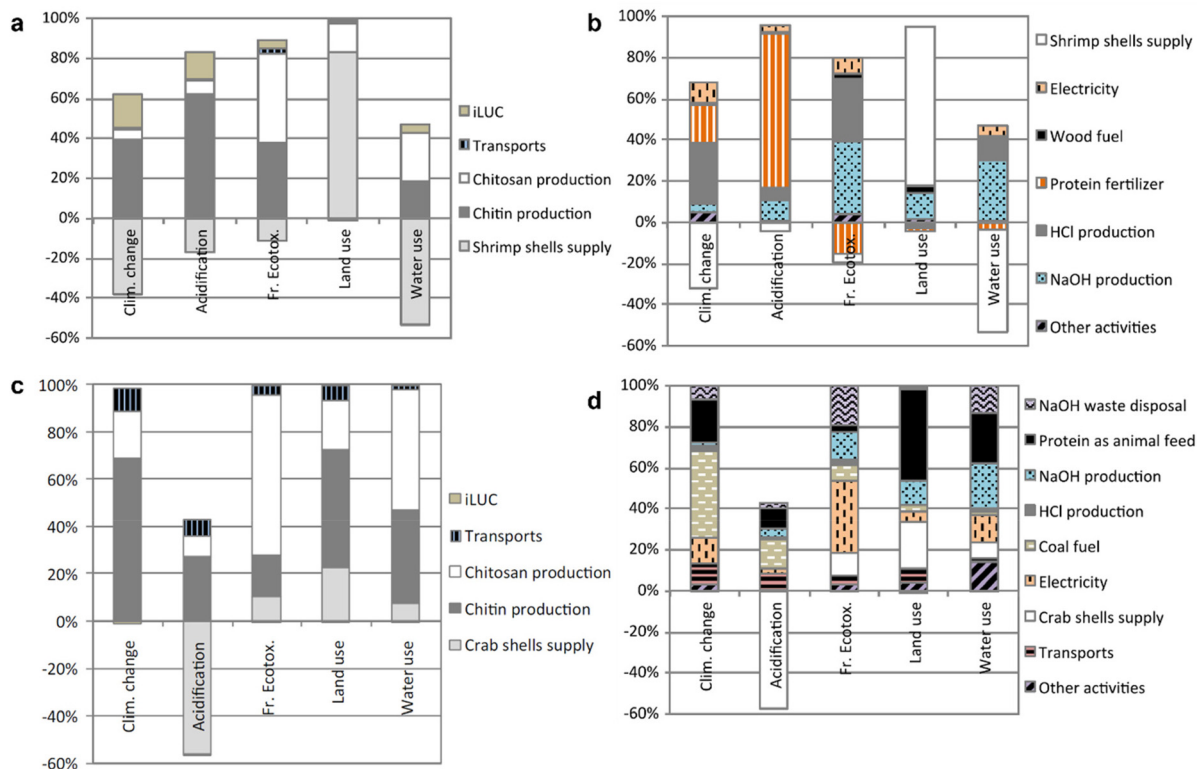 a
100%
80%
60%
40%
20%
0%
-20%
-40%
-60%
Clim. change
Acidification
Fr. Ecotox.
Land use
Water use
iLUC
Transports
Chitosan production
Chitin production
Shrimp shells supply
b
100%
80%
60%
40%
20%
0%
-20%
-40%
-60%
Clim. change
Acidification
Fr. Ecotox.
Land use
Water use
Shrimp shells supply
Electricity
Wood fuel
Protein fertilizer
HCl production
NaOH production
Other activities
c
100%
80%
60%
40%
20%
0%
-20%
-40%
-60%
Clim. change
Acidification
Fr. Ecotox.
Land use
Water use
iLUC
Transports
Chitosan production
Chitin production
Crab shells supply
d
100%
80%
60%
40%
20%
0%
-20%
-40%
-60%
Clim. change
Acidification
Fr. Ecotox.
Land use
Water use
NaOH waste disposal
Protein as animal feed
NaOH production
HCl production
Coal fuel
Electricity
Crab shells supply
Transports
Other activities